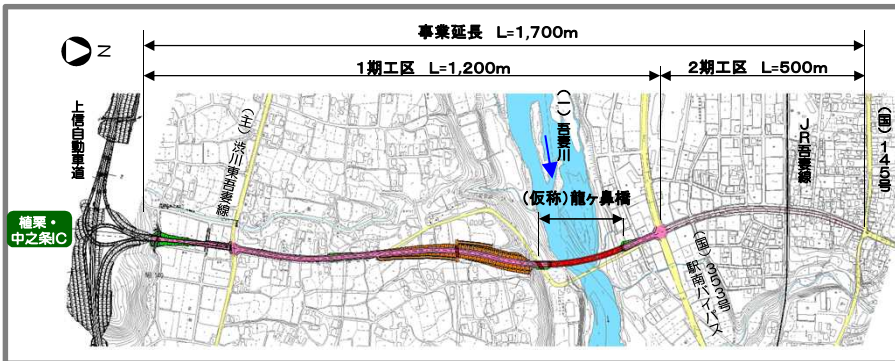 事業延長 L=1,700m
1期工区 L=1,200m
2期工区 L=500m
N
上信自動車道
(主)渋川東吾妻線
(一)吾妻川
JR吾妻線
(国)145号
(仮称)龍ヶ鼻橋
植栗・
中之条IC
(国)353号
駅南バイパス